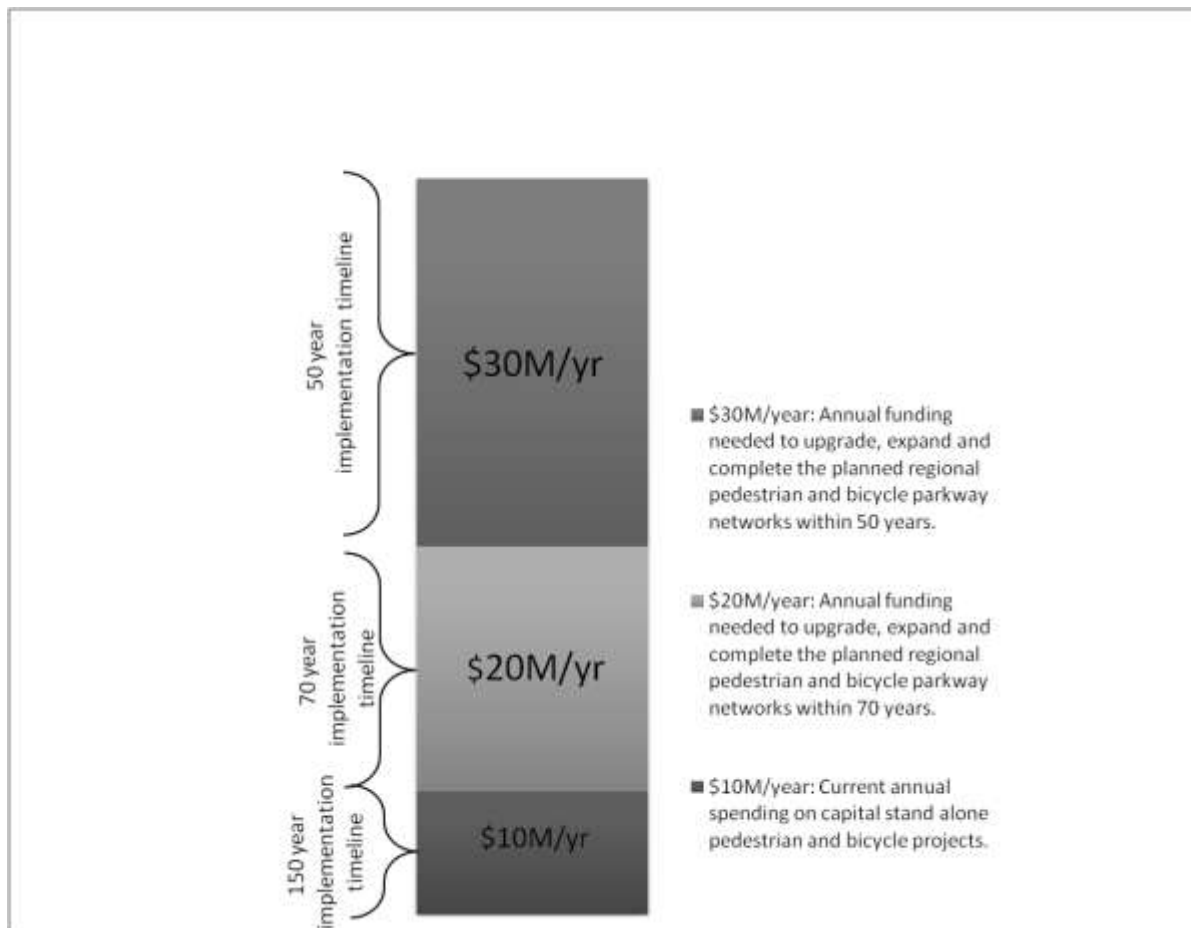 50 year
implementation timeline
$30M/yr
70 year
implementation
timeline
$20M/yr
150 year
implementation
timeline
$10M/yr
$30M/year: Annual funding
needed to upgrade, expand and
complete the planned regional
pedestrian and bicycle parkway
networks within 50 years.
$20M/year: Annual funding
needed to upgrade, expand and
complete the planned regional
pedestrian and bicycle parkway
networks within 70 years.
$10M/year: Current annual
spending on capital stand alone
pedestrian and bicycle projects.